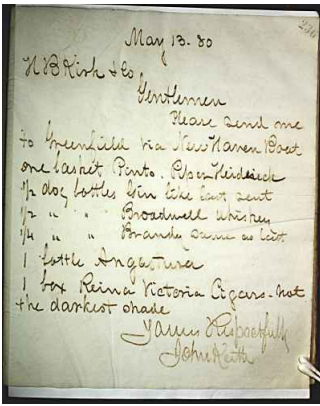 236
May 13. 80
H B Kirk & Co
Gentlemen
Please send me
to Greenfield via New Haven Boat
one basket Pints. Piper Heidsieck
1/2 doz bottles Gin like last sent
1/2 " " Broadwell Whiskey
1/4 " " Brandy same as last
1 bottle Angastura
1 box Reina Victoria Cigars - not
the darkest shade
Yours Respectfully
John Keith